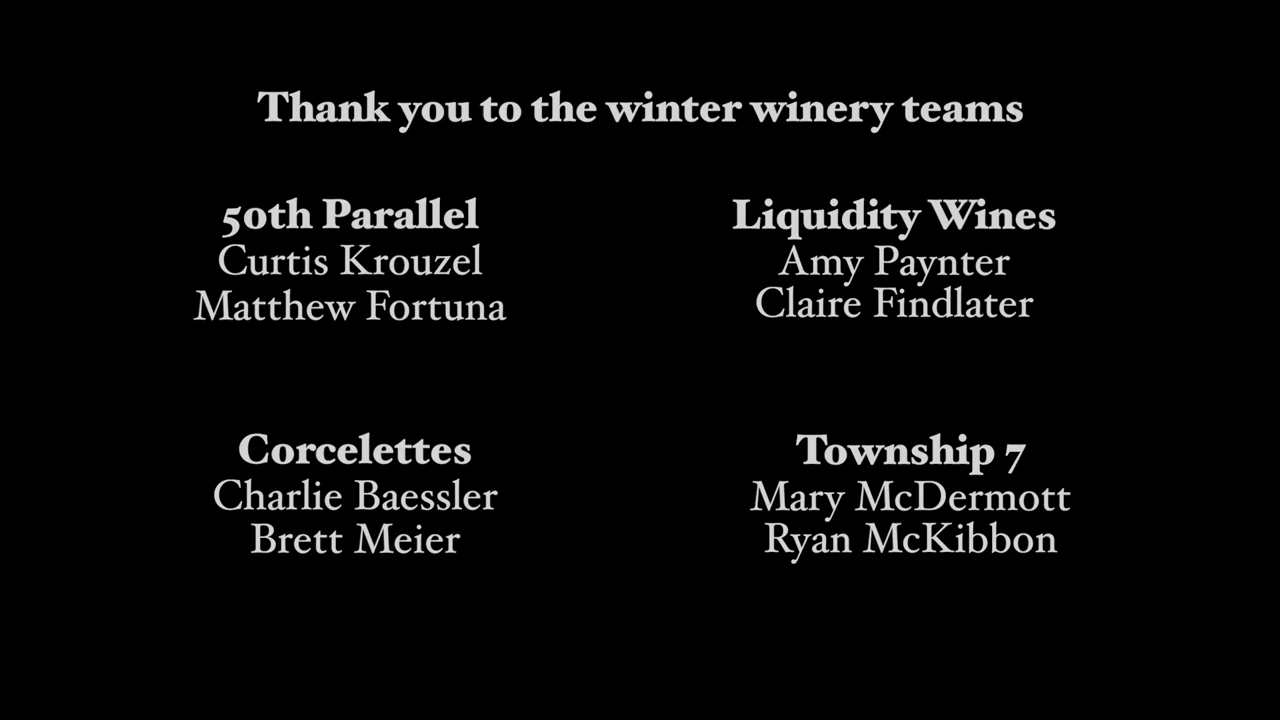 Thank you to the winter winery teams
50th Parallel
Curtis Krouzel
Matthew Fortuna
Liquidity Wines
Amy Paynter
Claire Findlater
Corcelettes
Charlie Baessler
Brett Meier
Township 7
Mary McDermott
Ryan McKibbon